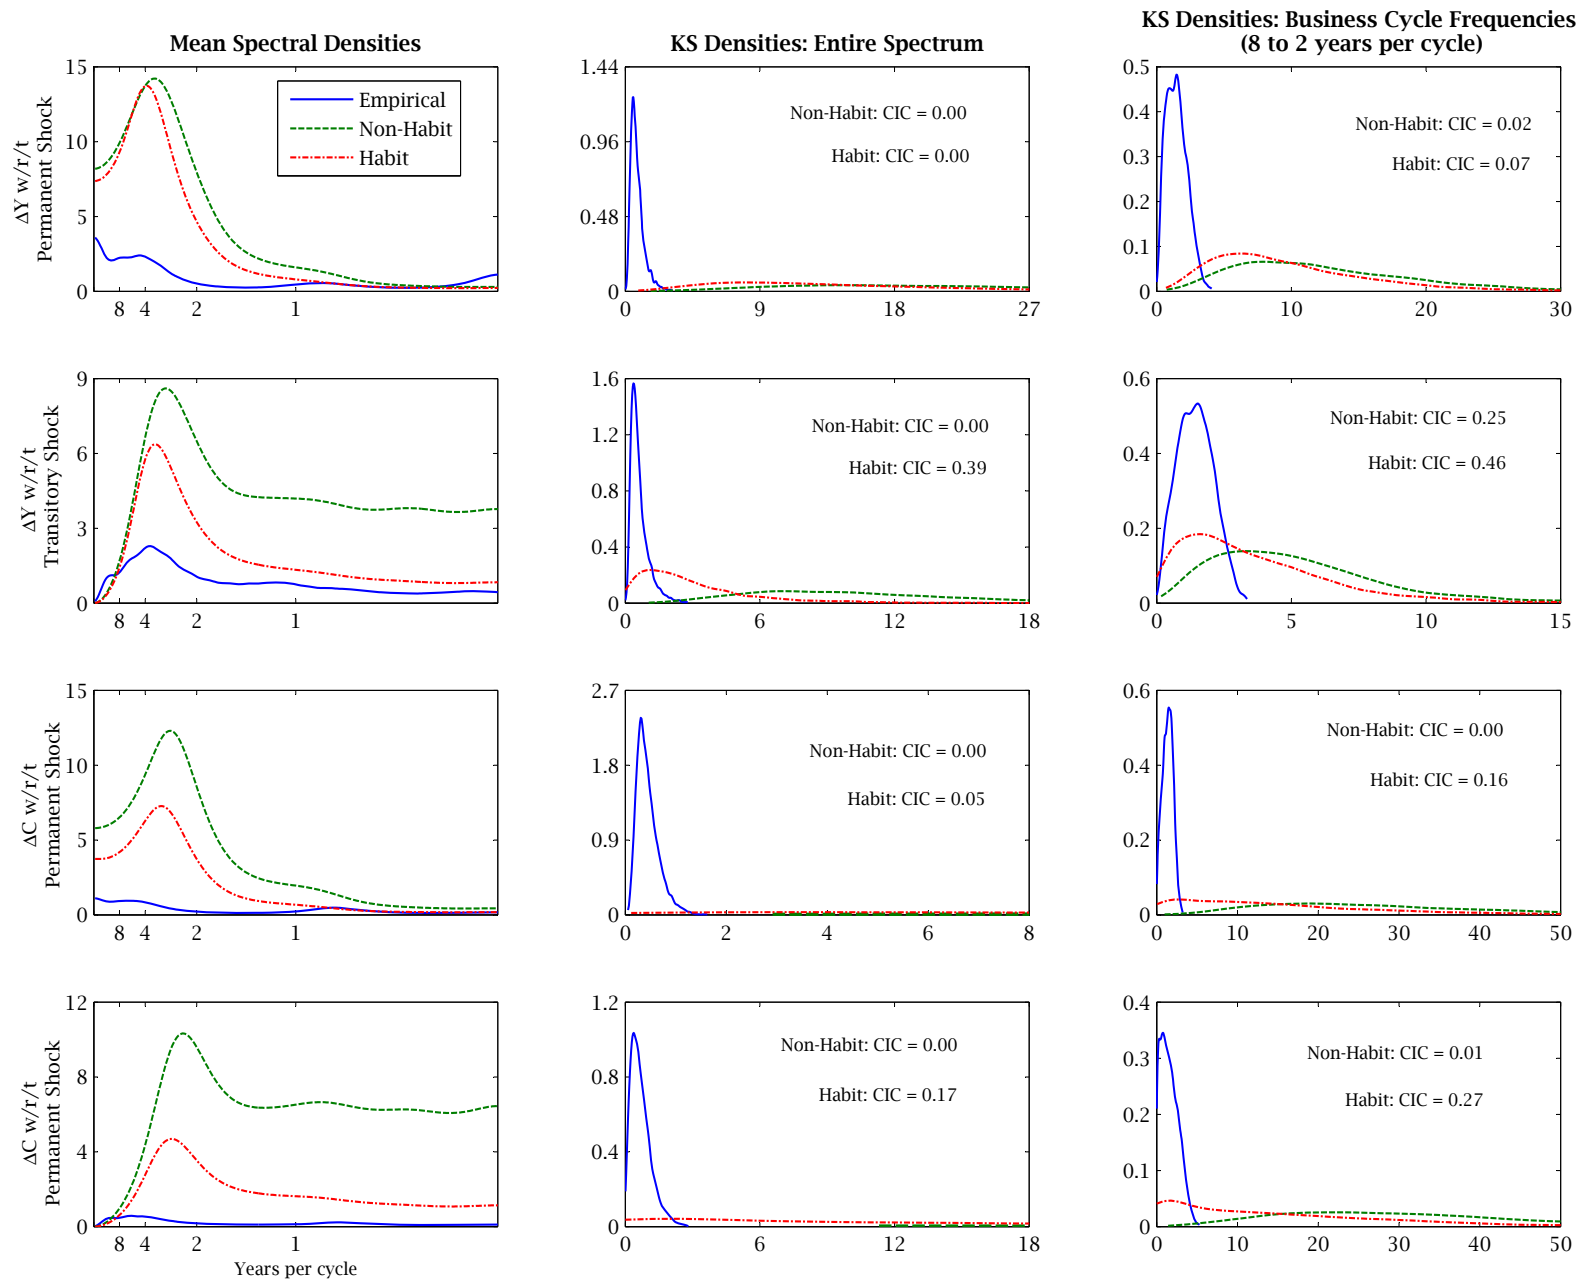 Mean Spectral Densities
KS Densities: Entire Spectrum
KS Densities: Business Cycle Frequencies
(8 to 2 years per cycle)
ΔY w/r/t
Permanent Shock
15
10
5
0
8 4 2 1
Empirical
Non-Habit
Habit
1.44
0.96
0.48
0
0 9 18 27
Non-Habit: CIC = 0.00
Habit: CIC = 0.00
0.5
0.4
0.3
0.2
0.1
0
0 10 20 30
Non-Habit: CIC = 0.02
Habit: CIC = 0.07
ΔY w/r/t
Transitory Shock
9
6
3
0
8 4 2 1
1.6
1.2
0.8
0.4
0
0 6 12 18
Non-Habit: CIC = 0.00
Habit: CIC = 0.39
0.6
0.4
0.2
0
0 5 10 15
Non-Habit: CIC = 0.25
Habit: CIC = 0.46
ΔC w/r/t
Permanent Shock
15
10
5
0
8 4 2 1
2.7
1.8
0.9
0
0 2 4 6 8
Non-Habit: CIC = 0.00
Habit: CIC = 0.05
0.6
0.4
0.2
0
0 10 20 30 40 50
Non-Habit: CIC = 0.00
Habit: CIC = 0.16
ΔC w/r/t
Permanent Shock
12
8
4
0
8 4 2 1
Years per cycle
1.2
0.8
0.4
0
0 6 12 18
Non-Habit: CIC = 0.00
Habit: CIC = 0.17
0.4
0.3
0.2
0.1
0
0 10 20 30 40 50
Non-Habit: CIC = 0.01
Habit: CIC = 0.27